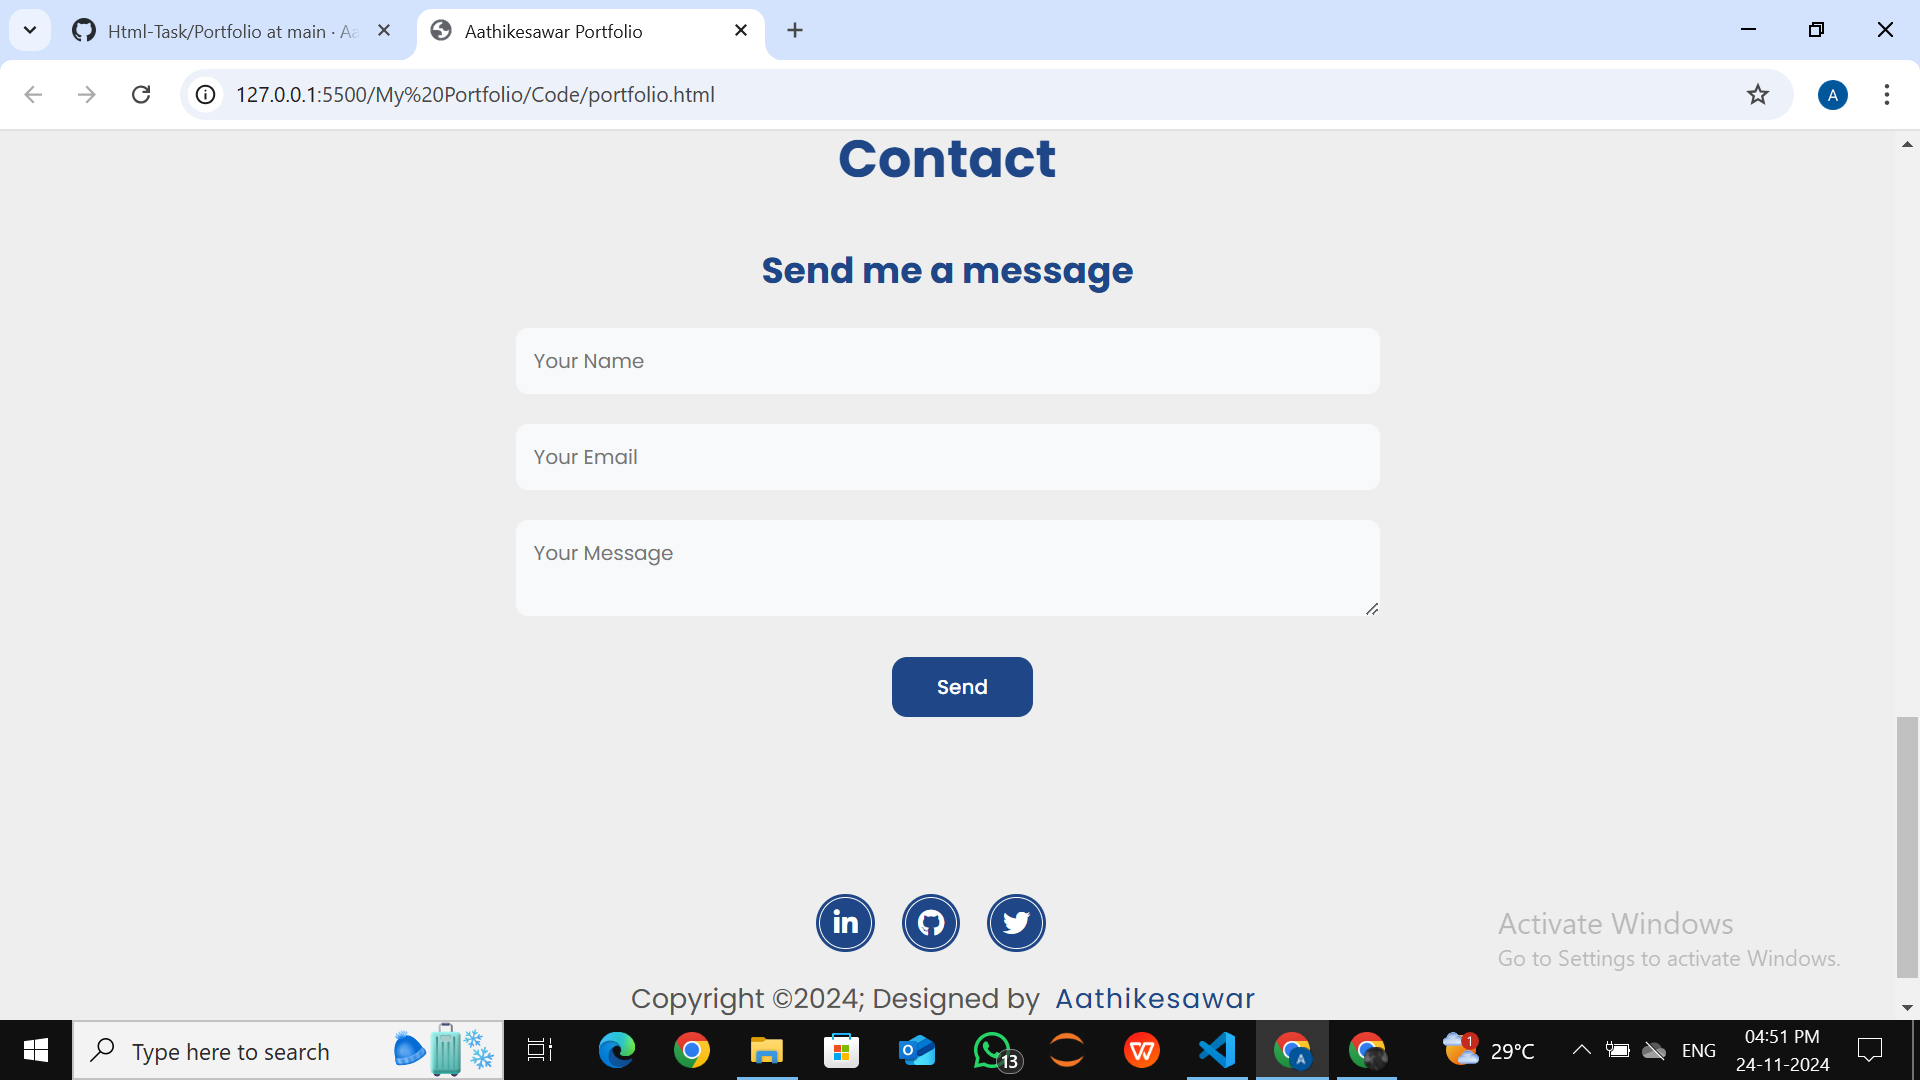 Html-Task/Portfolio at main · Aa
Aathikesawar Portfolio
127.0.0.1:5500/My%20Portfolio/Code/portfolio.html
A
Contact
Send me a message
Your Name
Your Email
Your Message
Send
in
Activate Windows
Go to Settings to activate Windows.
Copyright ©2024; Designed by Aathikesawar
Type here to search
13
W
A
1
29°C
ENG
04:51 PM
24-11-2024